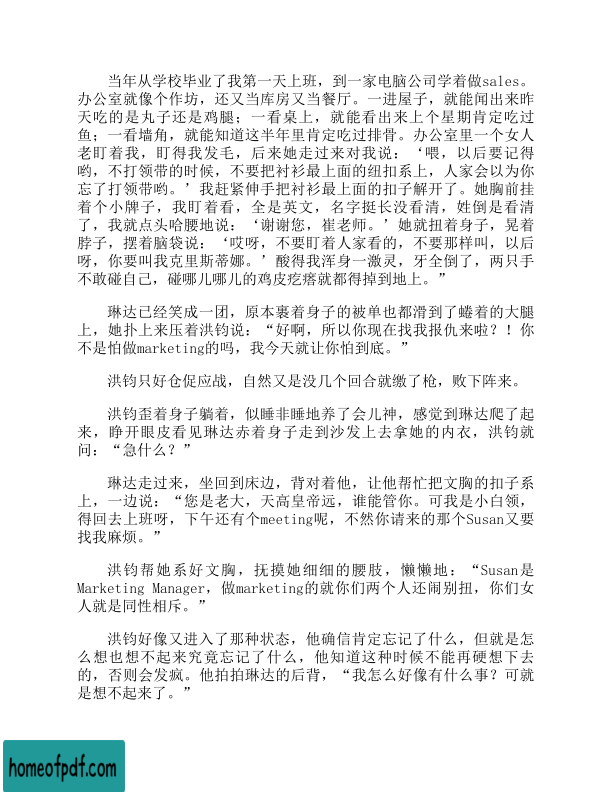 当年从学校毕业了我第一天上班，到一家电脑公司学着做sales。
办公室就像个作坊，还又当库房又当餐厅。一进屋子，就能闻出来昨
天吃的是丸子还是鸡腿；一看桌上，就能看出来上个星期肯定吃过
鱼；一看墙角，就能知道这半年里肯定吃过排骨。办公室里一个女人
老盯着我，盯得我发毛，后来她走过来对我说：‘喂，以后要记得
哟，不打领带的时候，不要把衬衫最上面的纽扣系上，人家会以为你
忘了打领带哟。’我赶紧伸手把衬衫最上面的扣子解开了。她胸前挂
着个小牌子，我盯着看，全是英文，名字挺长没看清，姓倒是看清
了，我就点头哈腰地说：‘谢谢您，崔老师。’她就扭着身子，晃着
脖子，摆着脑袋说：‘哎呀，不要盯着人家看的，不要那样叫，以后
呀，你要叫我克里斯蒂娜。’酸得我浑身一激灵，牙全倒了，两只手
不敢碰自己，碰哪儿哪儿的鸡皮疙瘩就都得掉到地上。”
琳达已经笑成一团，原本裹着身子的被单也都滑到了蜷着的大腿
上，她扑上来压着洪钧说：“好啊，所以你现在找我报仇来啦？！你
不是怕做marketing的吗，我今天就让你怕到底。”
洪钧只好仓促应战，自然又是没几个回合就缴了枪，败下阵来。
洪钧歪着身子躺着，似睡非睡地养了会儿神，感觉到琳达爬了起
来，睁开眼皮看见琳达赤着身子走到沙发上去拿她的内衣，洪钧就
问：“急什么？”
琳达走过来，坐回到床边，背对着他，让他帮忙把文胸的扣子系
上，一边说：“您是老大，天高皇帝远，谁能管你。可我是小白领，
得回去上班呀，下午还有个meeting呢，不然你请来的那个Susan又要
找我麻烦。”
洪钧帮她系好文胸，抚摸她细细的腰肢，懒懒地：“Susan是
Marketing Manager，做marketing的就你们两个人还闹别扭，你们女
人就是同性相斥。”
洪钧好像又进入了那种状态，他确信肯定忘记了什么，但就是怎
么想也想不起来究竟忘记了什么，他知道这种时候不能再硬想下去
的，否则会发疯。他拍拍琳达的后背，“我怎么好像有什么事？可就
是想不起来了。”
homeofpdf.com